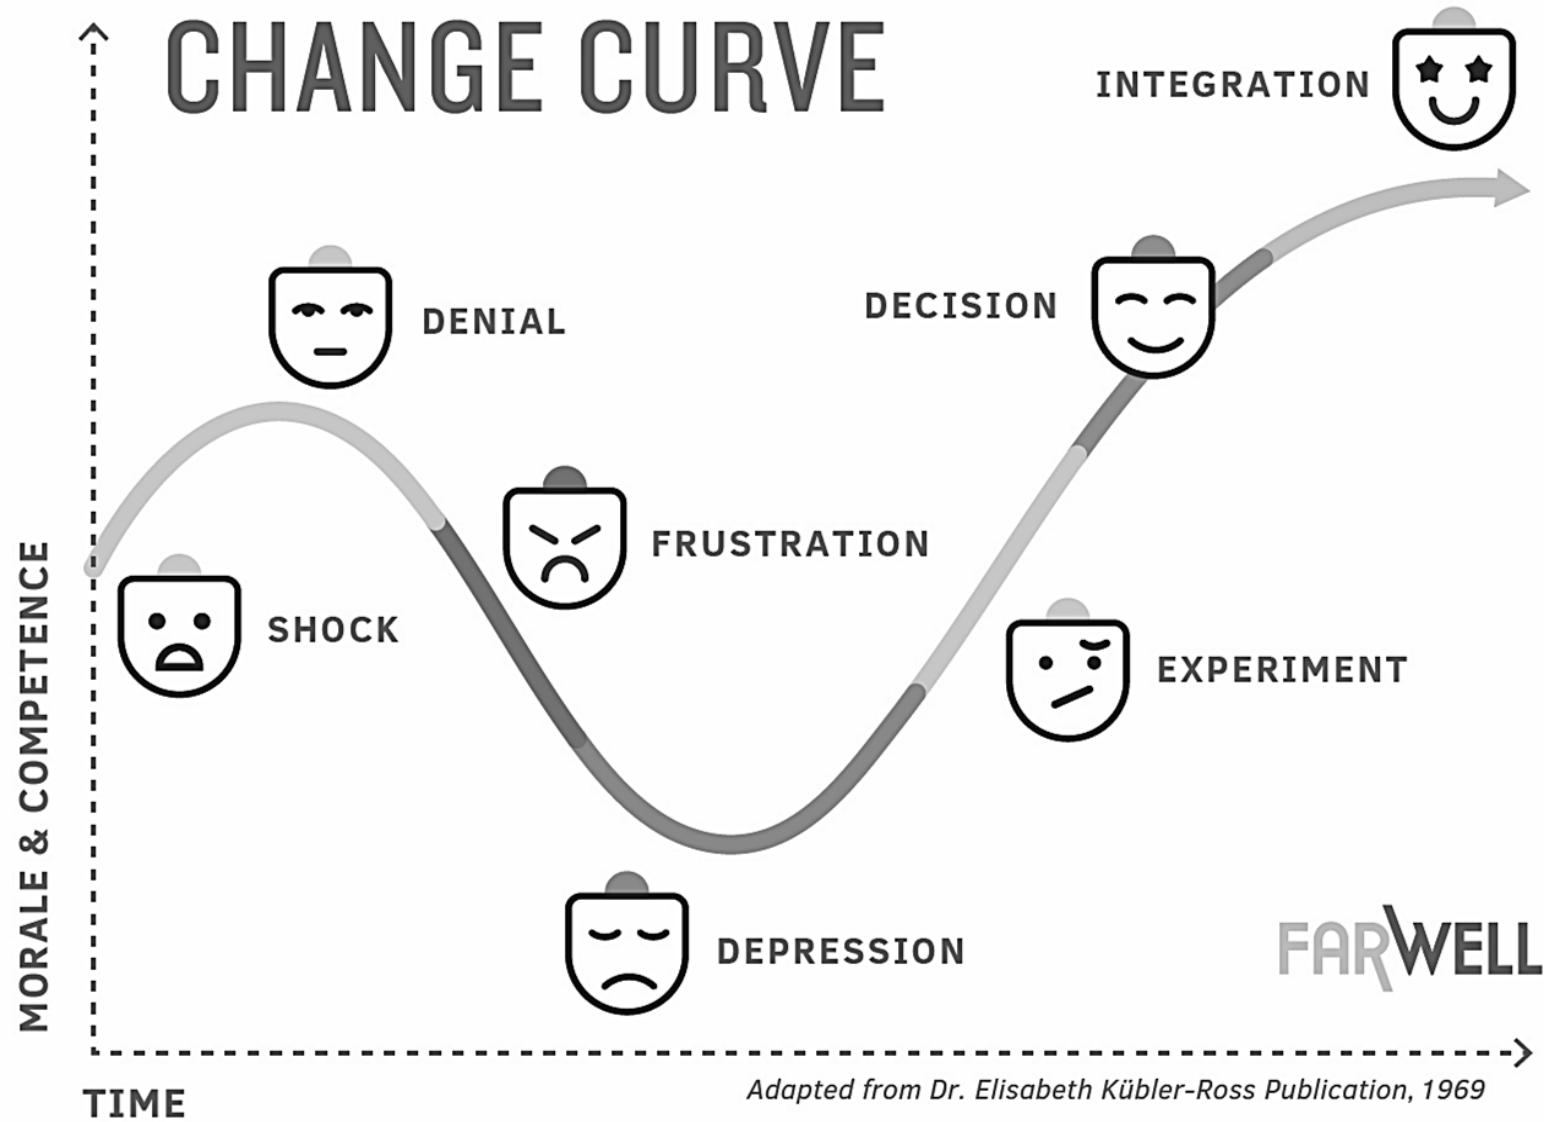 CHANGE CURVE
INTEGRATION
DENIAL
DECISION
FRUSTRATION
SHOCK
EXPERIMENT
DEPRESSION
MORALE & COMPETENCE
FARWELL
TIME
Adapted from Dr. Elisabeth Kübler-Ross Publication, 1969